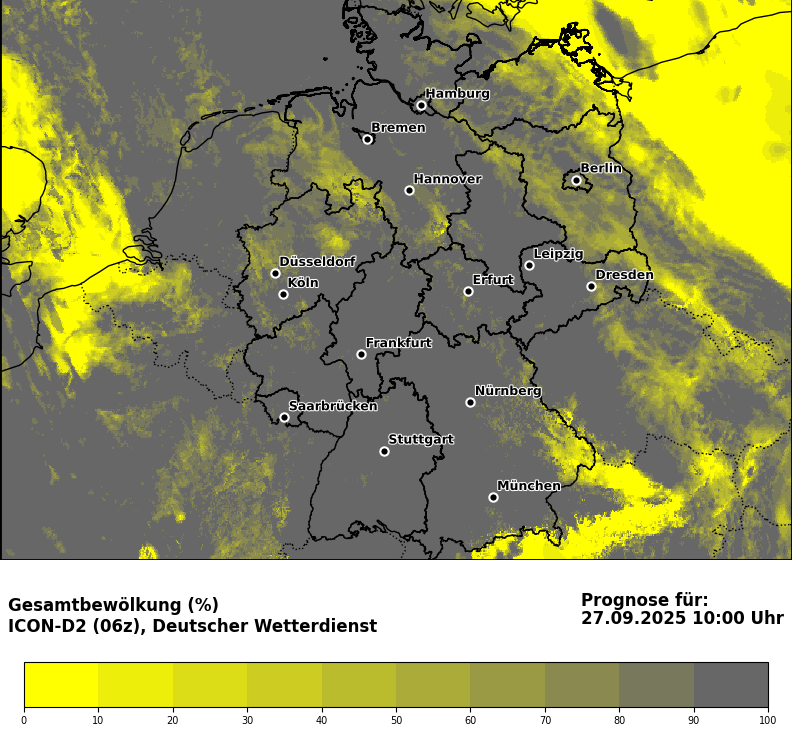 Hamburg
Bremen
Berlin
Hannover
Leipzig
Düsseldorf
Dresden
Erfurt
Köln
Frankfurt
Nürnberg
Saarbrücken
Stuttgart
München
Gesamtbewölkung (%)
ICON-D2 (06z), Deutscher Wetterdienst
Prognose für:
27.09.2025 10:00 Uhr
0 10 20 30 40 50 60 70 80 90 100